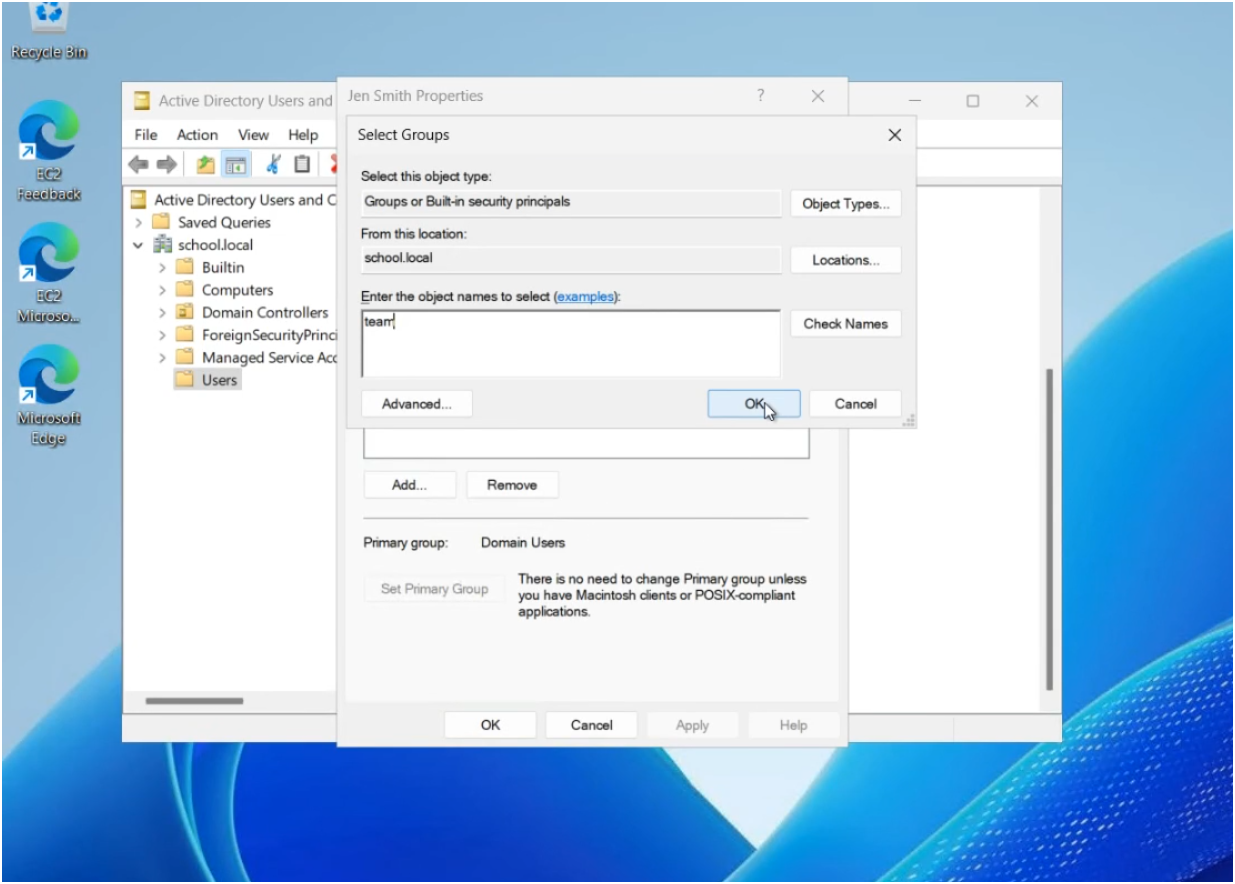 Recycle Bin
EC2
Feedback
EC2
Microso...
Microsoft
Edge
Active Directory Users and
File Action View Help
Active Directory Users and C
Saved Queries
school.local
Builtin
Computers
Domain Controllers
ForeignSecurityPrinci
Managed Service Acc
Users
Jen Smith Properties ?
Select Groups
Select this object type:
Groups or Built-in security principals Object Types...
From this location:
school.local Locations...
Enter the object names to select (examples):
team Check Names
Advanced... OK Cancel
Add... Remove
Primary group: Domain Users
Set Primary Group
There is no need to change Primary group unless
you have Macintosh clients or POSIX-compliant
applications.
OK Cancel Apply Help